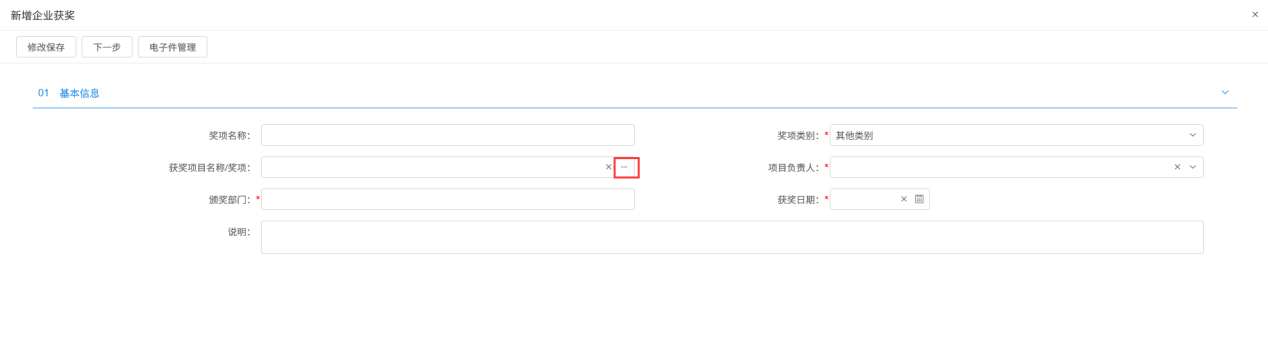 新增企业获奖
修改保存 下一步 电子件管理
01 基本信息
奖项名称： 奖项类别：*其他类别
获奖项目名称/奖项： 项目负责人：*
颁奖部门：* 获奖日期：*
说明：